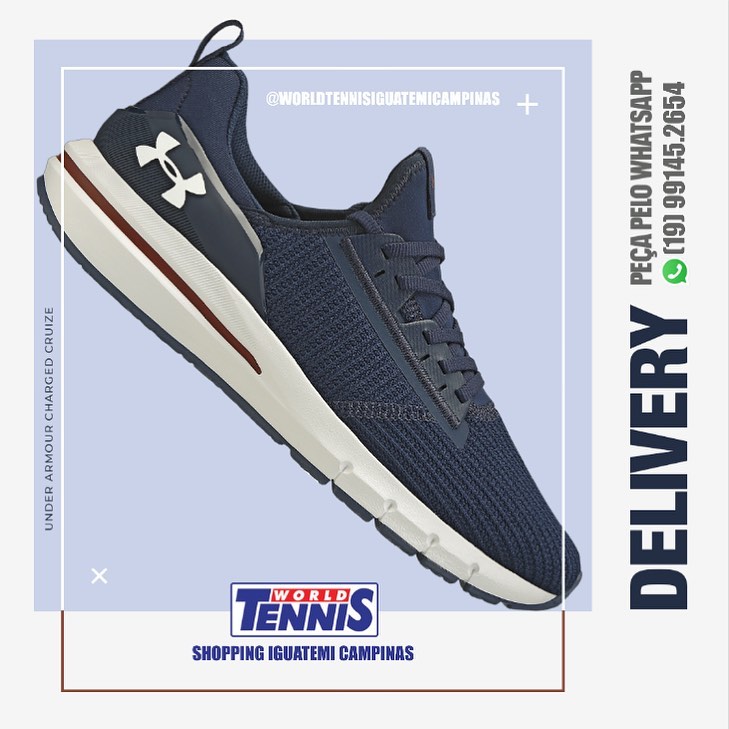 @WORLDTENNISIGUATEMICAMPINAS
UNDER ARMOUR CHARGED CRUIZE
DELIVERY
PEÇA PELO WHATSAPP
(19) 99145.2654
WORLD
TENNIS
SHOPPING IGUATEMI CAMPINAS